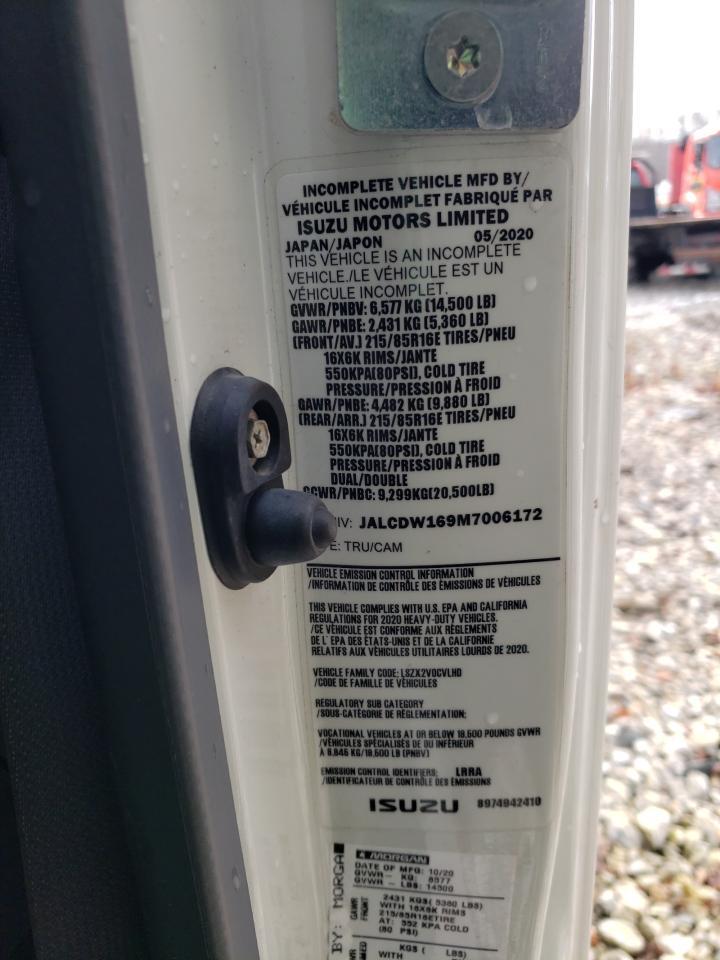 INCOMPLETE VEHICLE MFD BY/
VÉHICULE INCOMPLET FABRIQUÉ PAR
ISUZU MOTORS LIMITED
JAPAN/JAPON 05/2020
THIS VEHICLE IS AN INCOMPLETE
VEHICLE./LE VÉHICULE EST UN
VÉHICULE INCOMPLET.
GVWR/PNBV: 6,577 KG (14,500 LB)
GAWR/PNBE: 2,431 KG (5,360 LB)
(FRONT/AV.) 215/85R16E TIRES/PNEU
16X6K RIMS/JANTE
550KPA(80PSI), COLD TIRE
PRESSURE/PRESSION À FROID
GAWR/PNBE: 4,482 KG (9,880 LB)
(REAR/ARR.) 215/85R16E TIRES/PNEU
16X6K RIMS/JANTE
550KPA(80PSI), COLD TIRE
PRESSURE/PRESSION À FROID
DUAL/DOUBLE
GCWR/PNBC: 9,299KG(20,500LB)
NIV: JALCDW169M7006172
E: TRU/CAM
VEHICLE EMISSION CONTROL INFORMATION
/INFORMATION DE CONTRÔLE DES ÉMISSIONS DE VÉHICULES
THIS VEHICLE COMPLIES WITH U.S. EPA AND CALIFORNIA
REGULATIONS FOR 2020 HEAVY-DUTY VEHICLES.
/CE VÉHICULE EST CONFORME AUX RÈGLEMENTS
DE L' EPA DES ÉTATS-UNIS ET DE LA CALIFORNIE
RELATIFS AUX VÉHICULES UTILITAIRES LOURDS DE 2020.
VEHICLE FAMILY CODE: LSZX2VOCVLHD
/CODE DE FAMILLE DE VÉHICULES
REGULATORY SUB CATEGORY
/SOUS-CATÉGORIE DE RÉGLEMENTATION:
VOCATIONAL VEHICLES AT OR BELOW 19,500 POUNDS GVWR
/VÉHICULES SPÉCIALISÉS DE OU INFÉRIEUR
À 8,845 KG/19,500 LB (PNBV)
EMISSION CONTROL IDENTIFIERS: LRRA
/IDENTIFICATEUR DE CONTRÔLE DES ÉMISSIONS
ISUZU 8974942410
BY: MORGA
MORGAN
DATE OF MFG: 10/20
GVWR - KG: 6577
GVWR - LBS: 14500
GAWR FRONT
2431 KGS( 5360 LBS)
WITH 16X6K RIMS
215/85R16ETIRE
AT: 552 KPA COLD
(80 PSI)
KGS ( LBS)